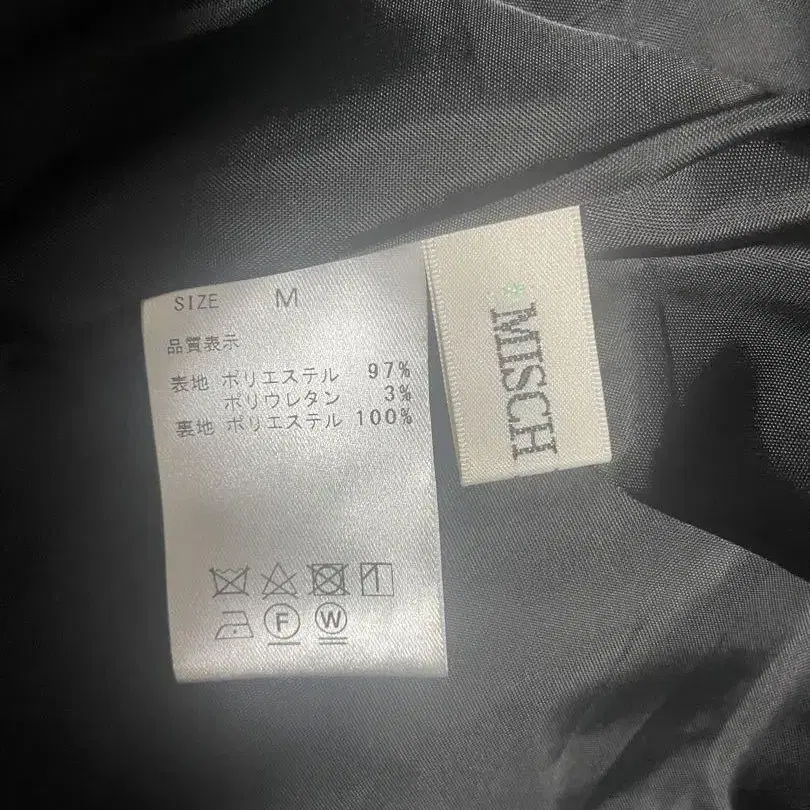 SIZE M
品質表示
表地 ポリエステル 97%
ポリウレタン 3%
裏地 ポリエステル 100%
F W
MISCH